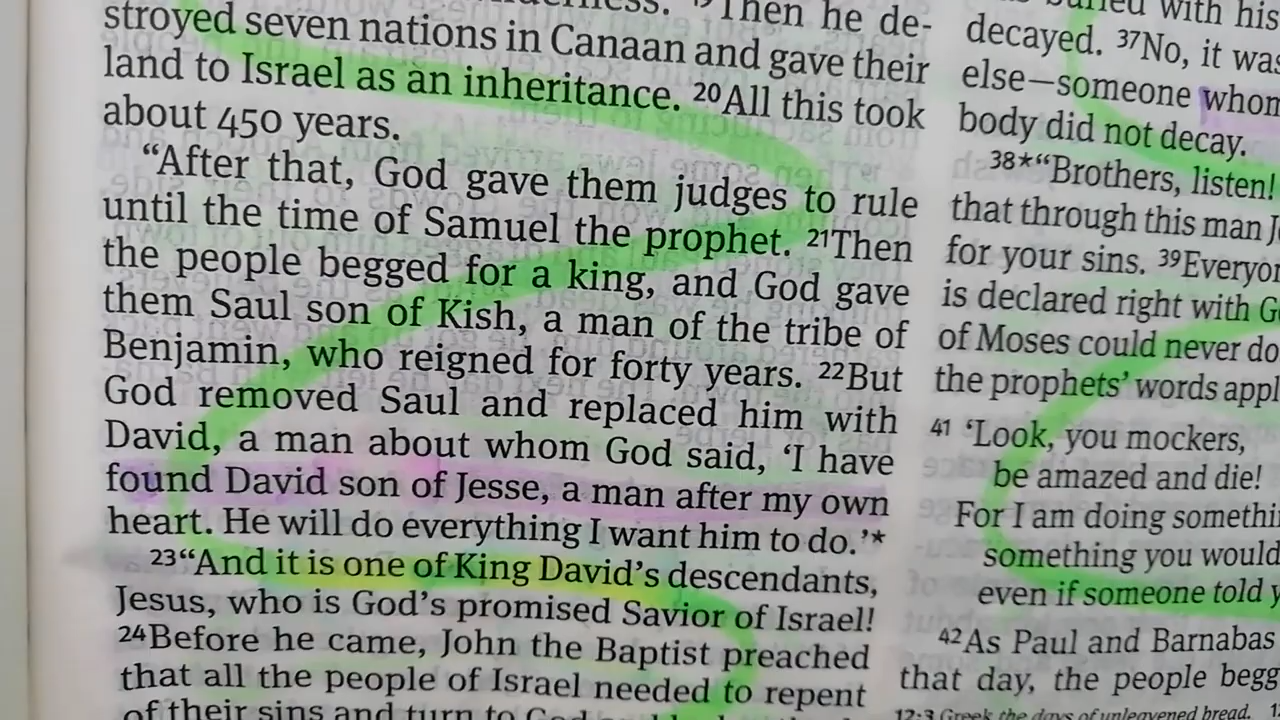 Then he de-
stroyed seven nations in Canaan and gave their
land to Israel as an inheritance. 20All this took
about 450 years.
“After that, God gave them judges to rule
until the time of Samuel the prophet. 21Then
the people begged for a king, and God gave
them Saul son of Kish, a man of the tribe of
Benjamin, who reigned for forty years. 22But
God removed Saul and replaced him with
David, a man about whom God said, ‘I have
found David son of Jesse, a man after my own
heart. He will do everything I want him to do.’*
23“And it is one of King David’s descendants,
Jesus, who is God’s promised Savior of Israel!
24Before he came, John the Baptist preached
that all the people of Israel needed to repent
of their sins and turn to God
with his
decayed. 37No, it was
else—someone whom
body did not decay.
38*“Brothers, listen!
that through this man
for your sins. 39
is declared right with
of Moses could never do
the prophets’ words
41 ‘Look, you mockers,
be amazed and die!
For I am doing
something you would
even if someone told
42As Paul and Barnabas
that day, the people
12:3 Greek the days of unleavened bread.